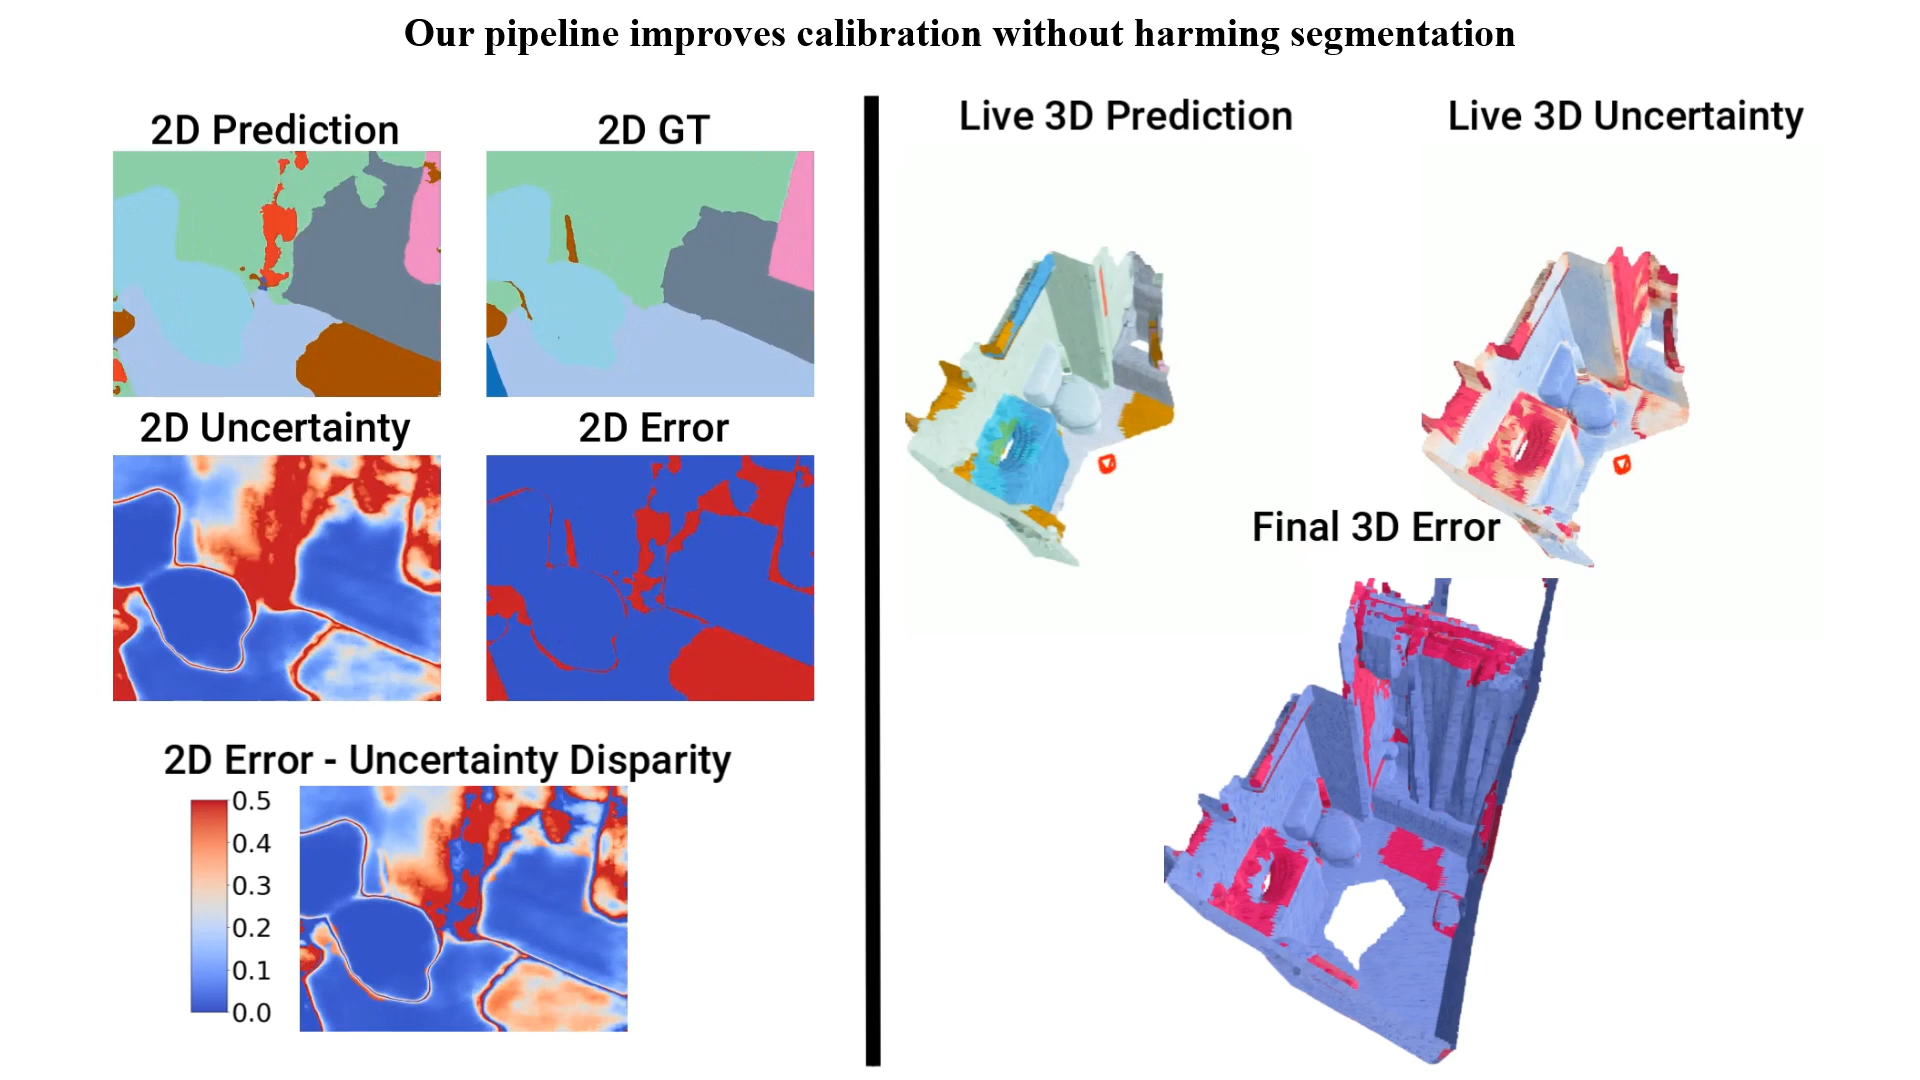 Our pipeline improves calibration without harming segmentation
2D Prediction
2D GT
2D Uncertainty
2D Error
2D Error - Uncertainty Disparity
0.5
0.4
0.3
0.2
0.1
0.0
Live 3D Prediction
Live 3D Uncertainty
Final 3D Error